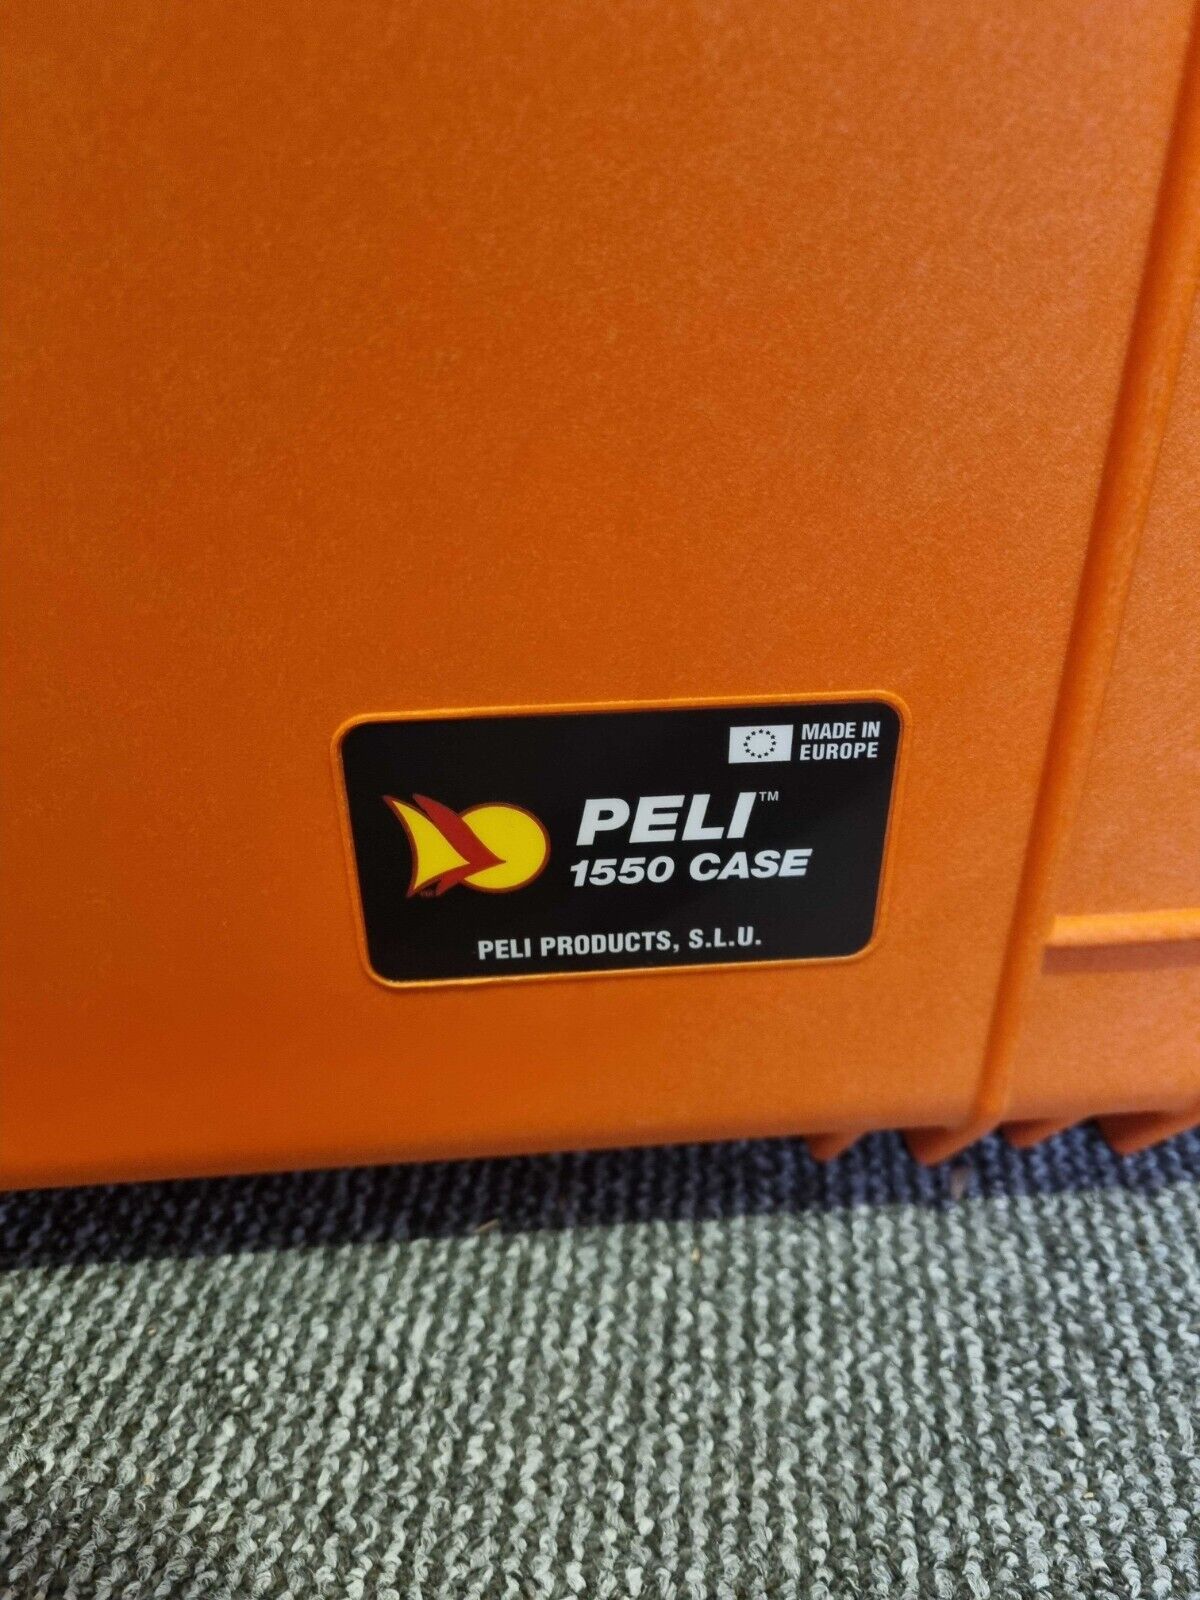 MADE IN
EUROPE
PELI™
1550 CASE
PELI PRODUCTS, S.L.U.